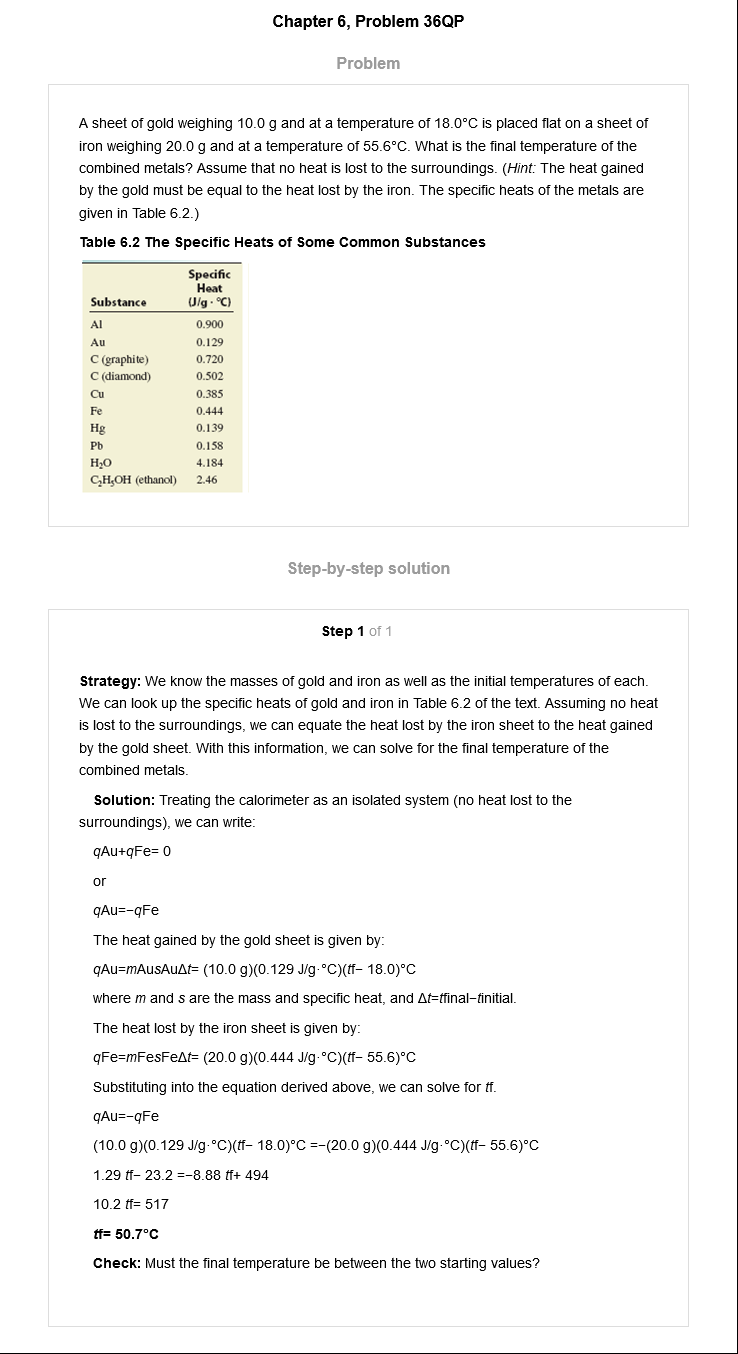 Chapter 6, Problem 36QP
Problem
A sheet of gold weighing 10.0 g and at a temperature of 18.0°C is placed flat on a sheet of
iron weighing 20.0 g and at a temperature of 55.6°C. What is the final temperature of the
combined metals? Assume that no heat is lost to the surroundings. (Hint: The heat gained
by the gold must be equal to the heat lost by the iron. The specific heats of the metals are
given in Table 6.2.)
Table 6.2 The Specific Heats of Some Common Substances
Specific
Heat
Substance (J/g · °C)
Al 0.900
Au 0.129
C (graphite) 0.720
C (diamond) 0.502
Cu 0.385
Fe 0.444
Hg 0.139
Pb 0.158
H₂O 4.184
C₂H₅OH (ethanol) 2.46
Step-by-step solution
Step 1 of 1
Strategy: We know the masses of gold and iron as well as the initial temperatures of each.
We can look up the specific heats of gold and iron in Table 6.2 of the text. Assuming no heat
is lost to the surroundings, we can equate the heat lost by the iron sheet to the heat gained
by the gold sheet. With this information, we can solve for the final temperature of the
combined metals.
Solution: Treating the calorimeter as an isolated system (no heat lost to the
surroundings), we can write:
qAu+qFe= 0
or
qAu=−qFe
The heat gained by the gold sheet is given by:
qAu=mAusAuΔt= (10.0 g)(0.129 J/g·°C)(tf− 18.0)°C
where m and s are the mass and specific heat, and Δt=tfinal−tinitial.
The heat lost by the iron sheet is given by:
qFe=mFesFeΔt= (20.0 g)(0.444 J/g·°C)(tf− 55.6)°C
Substituting into the equation derived above, we can solve for tf.
qAu=−qFe
(10.0 g)(0.129 J/g·°C)(tf− 18.0)°C =−(20.0 g)(0.444 J/g·°C)(tf− 55.6)°C
1.29 tf− 23.2 =−8.88 tf+ 494
10.2 tf= 517
tf= 50.7°C
Check: Must the final temperature be between the two starting values?